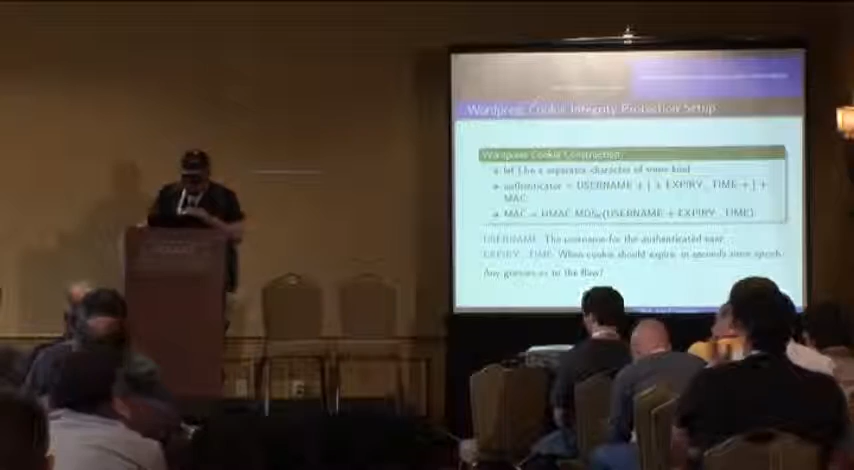 Wordpress Cookie Integrity Protection Setup
Wordpress Cookie Construction
let | be a separator character of some kind
authenticator = USERNAME + | + EXPIRY_TIME + | +
MAC
MAC = HMAC-MD5ₖ(USERNAME + EXPIRY_TIME)
USERNAME The username for the authenticated user
EXPIRY_TIME When cookie should expire in seconds since epoch
Any guesses as to the flaw?